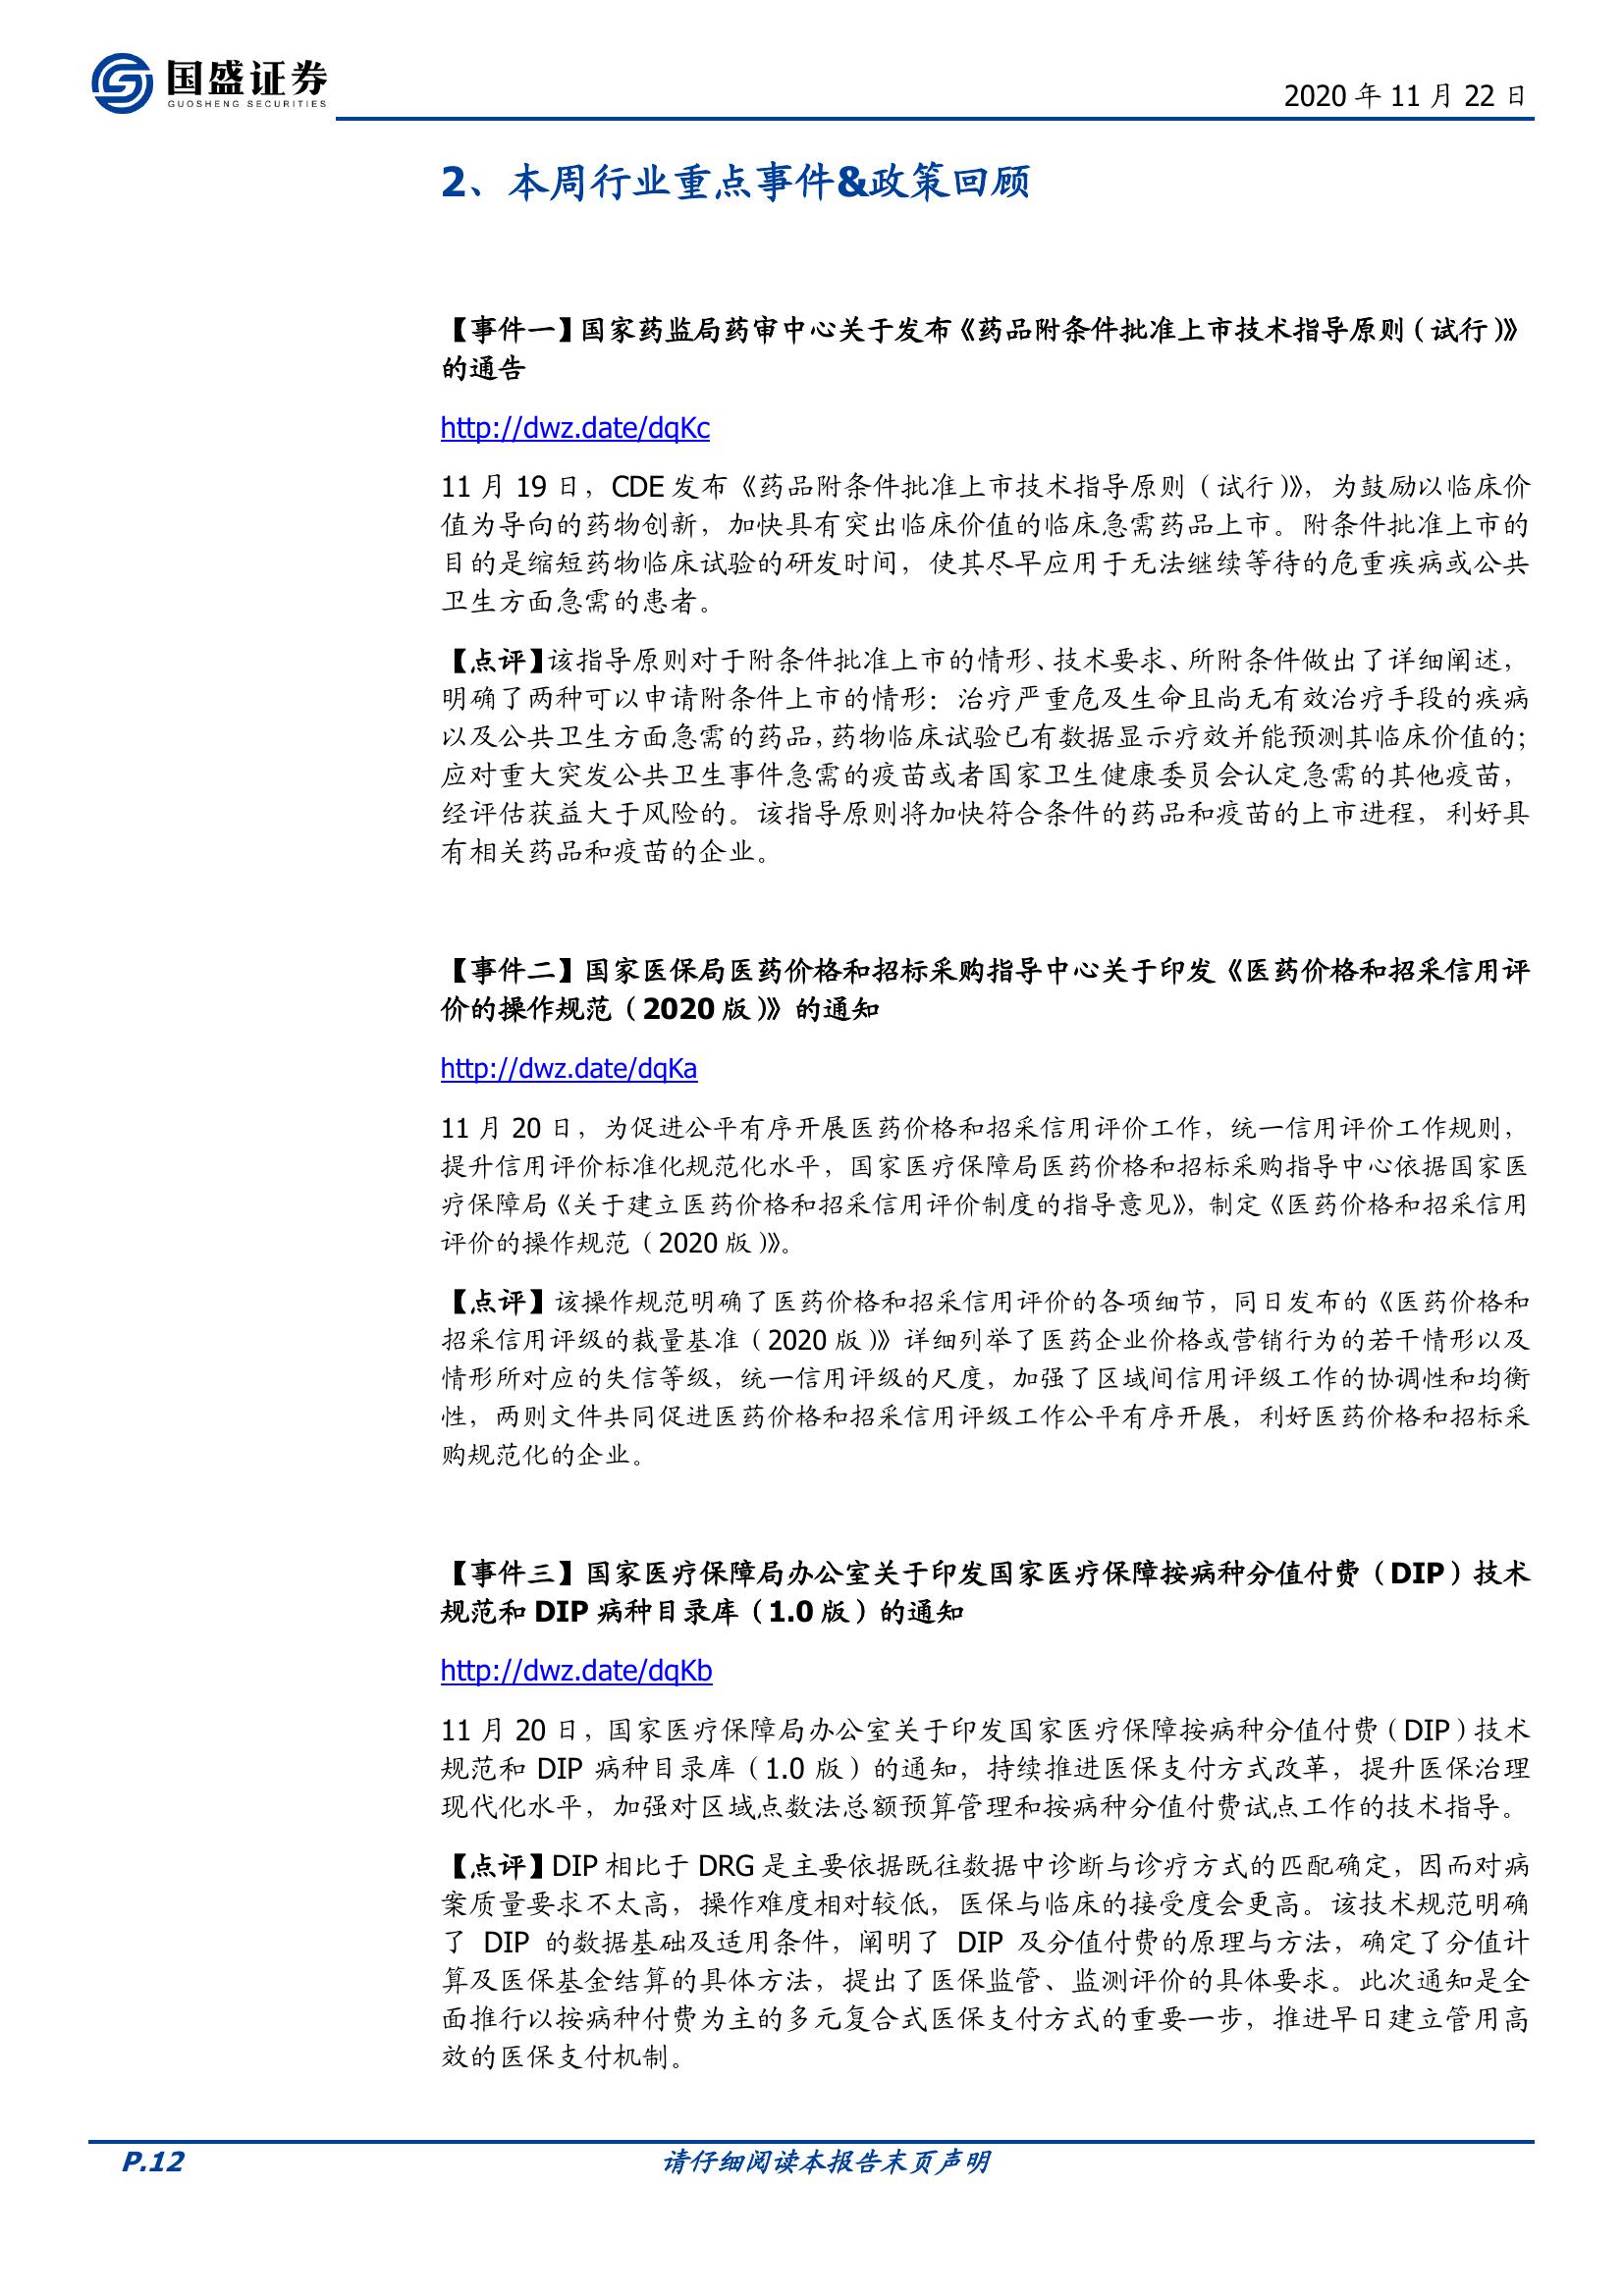 国盛证券
GUOSHENG SECURITIES
2020 年 11 月 22 日
2、本周行业重点事件&政策回顾
【事件一】国家药监局药审中心关于发布《药品附条件批准上市技术指导原则（试行）》
的通告
http://dwz.date/dqKc
11 月 19 日，CDE 发布《药品附条件批准上市技术指导原则（试行）》，为鼓励以临床价
值为导向的药物创新，加快具有突出临床价值的临床急需药品上市。附条件批准上市的
目的是缩短药物临床试验的研发时间，使其尽早应用于无法继续等待的危重疾病或公共
卫生方面急需的患者。
【点评】该指导原则对于附条件批准上市的情形、技术要求、所附条件做出了详细阐述，
明确了两种可以申请附条件上市的情形：治疗严重危及生命且尚无有效治疗手段的疾病
以及公共卫生方面急需的药品，药物临床试验已有数据显示疗效并能预测其临床价值的；
应对重大突发公共卫生事件急需的疫苗或者国家卫生健康委员会认定急需的其他疫苗，
经评估获益大于风险的。该指导原则将加快符合条件的药品和疫苗的上市进程，利好具
有相关药品和疫苗的企业。
【事件二】国家医保局医药价格和招标采购指导中心关于印发《医药价格和招采信用评
价的操作规范（2020 版）》的通知
http://dwz.date/dqKa
11 月 20 日，为促进公平有序开展医药价格和招采信用评价工作，统一信用评价工作规则，
提升信用评价标准化规范化水平，国家医疗保障局医药价格和招标采购指导中心依据国家医
疗保障局《关于建立医药价格和招采信用评价制度的指导意见》，制定《医药价格和招采信用
评价的操作规范（2020 版）》。
【点评】该操作规范明确了医药价格和招采信用评价的各项细节，同日发布的《医药价格和
招采信用评级的裁量基准（2020 版）》详细列举了医药企业价格或营销行为的若干情形以及
情形所对应的失信等级，统一信用评级的尺度，加强了区域间信用评级工作的协调性和均衡
性，两则文件共同促进医药价格和招采信用评级工作公平有序开展，利好医药价格和招标采
购规范化的企业。
【事件三】国家医疗保障局办公室关于印发国家医疗保障按病种分值付费（DIP）技术
规范和 DIP 病种目录库（1.0 版）的通知
http://dwz.date/dqKb
11 月 20 日，国家医疗保障局办公室关于印发国家医疗保障按病种分值付费（DIP）技术
规范和 DIP 病种目录库（1.0 版）的通知，持续推进医保支付方式改革，提升医保治理
现代化水平，加强对区域点数法总额预算管理和按病种分值付费试点工作的技术指导。
【点评】DIP 相比于 DRG 是主要依据既往数据中诊断与诊疗方式的匹配确定，因而对病
案质量要求不太高，操作难度相对较低，医保与临床的接受度会更高。该技术规范明确
了 DIP 的数据基础及适用条件，阐明了 DIP 及分值付费的原理与方法，确定了分值计
算及医保基金结算的具体方法，提出了医保监管、监测评价的具体要求。此次通知是全
面推行以按病种付费为主的多元复合式医保支付方式的重要一步，推进早日建立管用高
效的医保支付机制。
P.12
请仔细阅读本报告末页声明